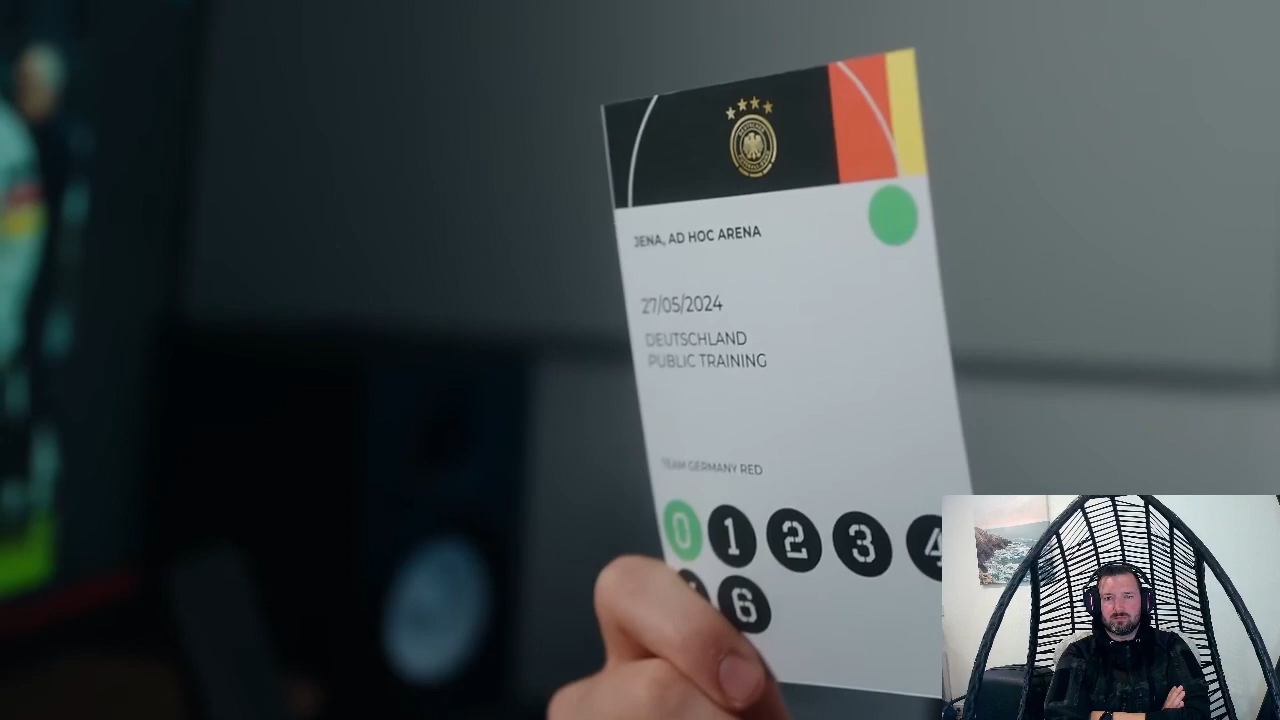 JENA, AD HOC ARENA
27/05/2024
DEUTSCHLAND
PUBLIC TRAINING
TEAM GERMANY RED
0 1 2 3 4
6